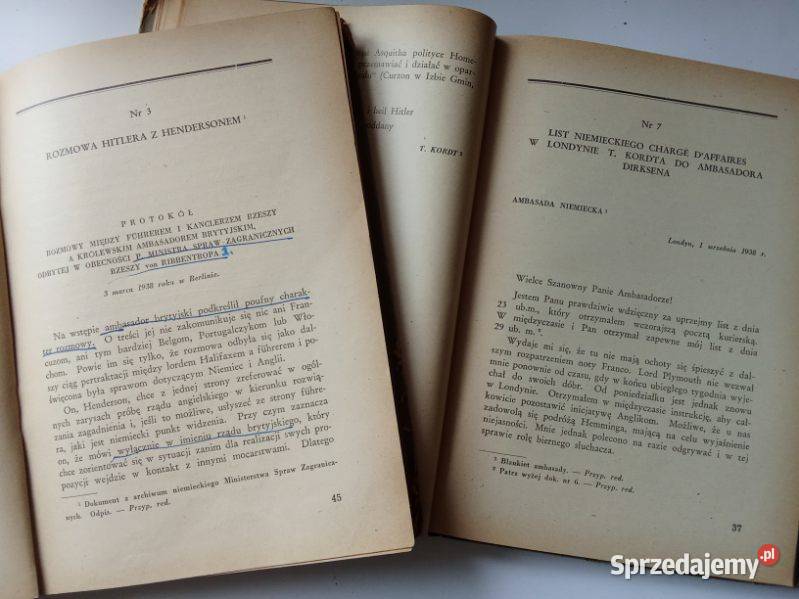 Nr 3
ROZMOWA HITLERA Z HENDERSONEM ¹
PROTOKÓŁ
ROZMOWY MIĘDZY FÜHREREM I KANCLERZEM RZESZY
A KRÓLEWSKIM AMBASADOREM BRYTYJSKIM,
ODBYTEJ W OBECNOŚCI P. MINISTRA SPRAW ZAGRANICZNYCH
RZESZY von RIBBENTROPA
3 marca 1938 roku w Berlinie.
Na wstępie ambasador brytyjski podkreślił poufny charak-
ter rozmowy. O treści jej nie zakomunikuje się nic ani Fran-
cuzom, ani tym bardziej Belgom, Portugalczykom lub Wło-
chom. Powie im się tylko, że rozmowa odbyła się jako dal-
szy ciąg pertraktacji między lordem Halifaxem a führerem i po-
święcona była sprawom dotyczącym Niemiec i Anglii.
On, Henderson, chce z jednej strony zreferować w ogól-
nych zarysach próbę rządu angielskiego w kierunku rozwią-
zania zagadnienia i, jeśli to możliwe, usłyszeć ze strony führe-
ra, jaki jest niemiecki punkt widzenia. Przy czym zaznacza
on, że mówi wyłącznie w imieniu rządu brytyjskiego, który
chce zorientować się w sytuacji zanim dla realizacji swych pro-
pozycji wejdzie w kontakt z innymi mocarstwami. Dlatego
¹ Dokument z archiwum niemieckiego Ministerstwa Spraw Zagranicz-
nych. Odpis. — Przyp. red.
45
Asquitha polityce Home-
przemawiać i działać w opar-
(Curzon w Izbie Gmin,
i heil Hitler
oddany
T. KORDT
Nr 7
LIST NIEMIECKIEGO CHARGÉ D'AFFAIRES
W LONDYNIE T. KORDTA DO AMBASADORA
DIRKSENA
AMBASADA NIEMIECKA ¹
Londyn, 1 września 1938 r.
Wielce Szanowny Panie Ambasadorze!
Jestem Panu prawdziwie wdzięczny za uprzejmy list z dnia
23 ub.m., który otrzymałem wczorajszą pocztą kurierską.
W międzyczasie i Pan otrzymał zapewne mój list z dnia
29 ub. m. ².
Wydaje mi się, że tu nie mają ochoty się śpieszyć z dal-
szym rozpatrzeniem noty Franco. Lord Plymouth nie wezwał
mnie ponownie od czasu, gdy w końcu ubiegłego tygodnia wyje-
chał do swoich dóbr. Od poniedziałku jest jednak znowu
w Londynie. Otrzymałem w międzyczasie instrukcję, aby cał-
kowicie pozostawić inicjatywę Anglikom. Możliwe, że u nas
zadowolą się podróżą Hemminga, mającą na celu wyjaśnienie
niejasności. Mnie jednak polecono na razie odgrywać i w tej
sprawie rolę biernego słuchacza.
¹ Blankiet ambasady. — Przyp. red.
² Patrz wyżej dok. nr 6. — Przyp. red.
37
Sprzedajemy.pl